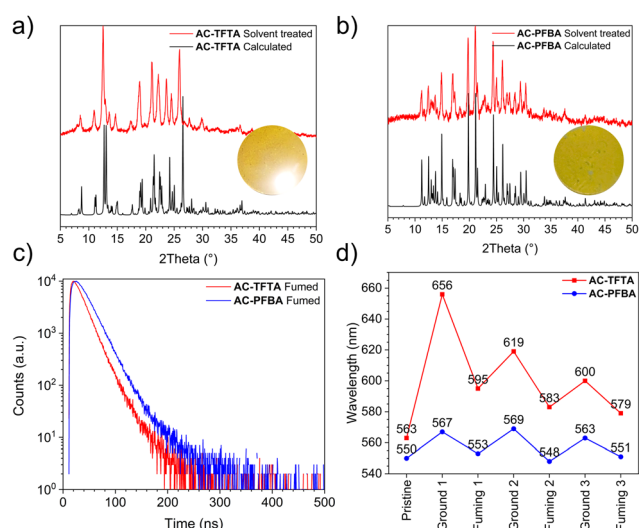 a)
AC-TFTA Solvent treated
AC-TFTA Calculated
5 10 15 20 25 30 35 40 45 50
2Theta (°)
b)
AC-PFBA Solvent treated
AC-PFBA Calculated
5 10 15 20 25 30 35 40 45 50
2Theta (°)
c)
AC-TFTA Fumed
AC-PFBA Fumed
Counts (a.u.)
10⁴
10³
10²
10¹
10⁰
0 100 200 300 400 500
Time (ns)
d)
AC-TFTA
AC-PFBA
Wavelength (nm)
660
640
620
600
580
560
540
656
619
595
600
583
579
563
550
567
553
569
548
563
551
Pristine
Ground 1
Fuming 1
Ground 2
Fuming 2
Ground 3
Fuming 3